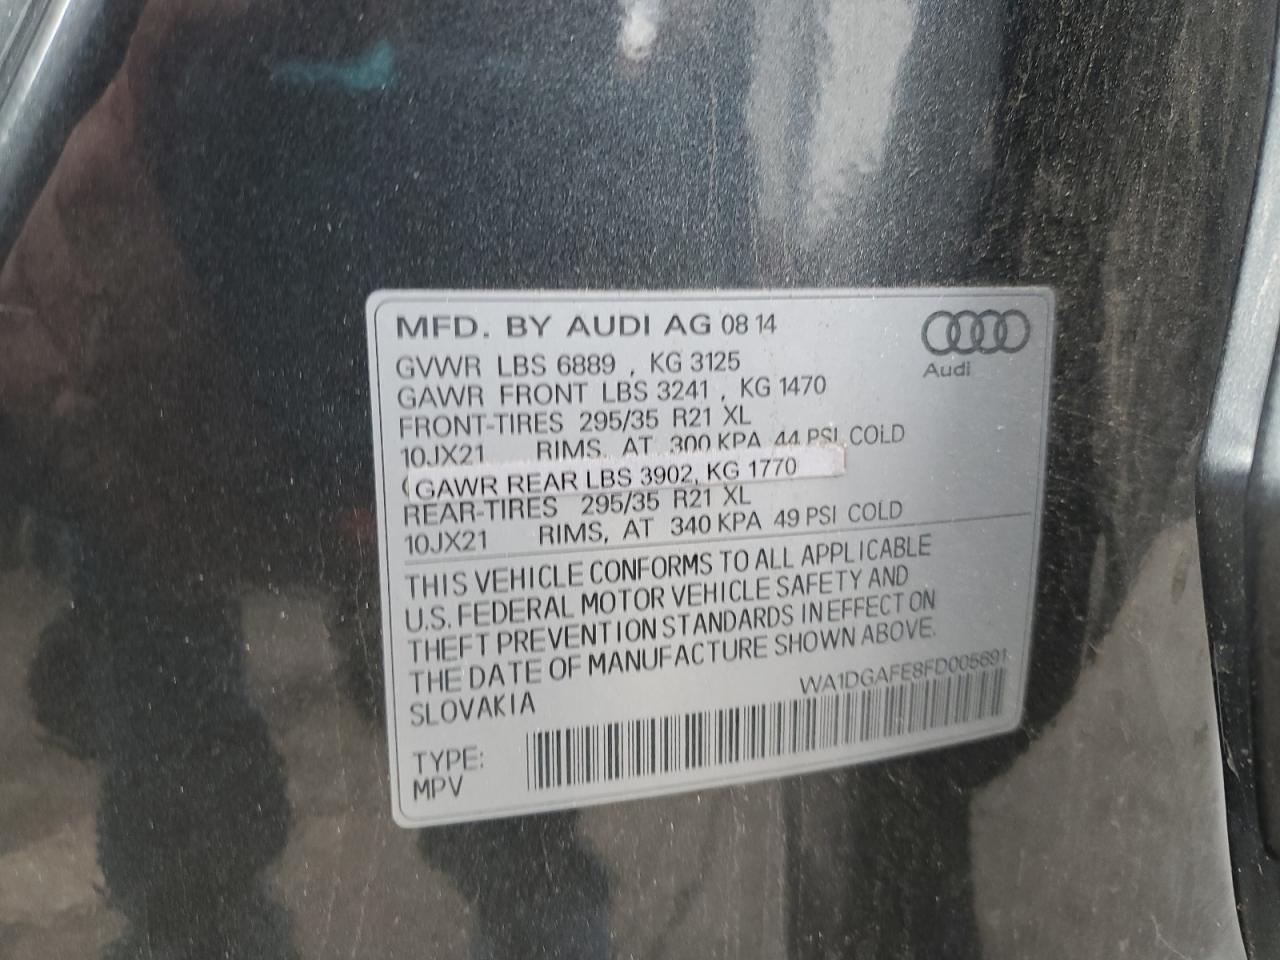 MFD. BY AUDI AG 08 14
Audi
GVWR LBS 6889 , KG 3125
GAWR FRONT LBS 3241 , KG 1470
FRONT-TIRES 295/35 R21 XL
10JX21 RIMS, AT 300 KPA 44 PSI COLD
GAWR REAR LBS 3902, KG 1770
REAR-TIRES 295/35 R21 XL
10JX21 RIMS, AT 340 KPA 49 PSI COLD
THIS VEHICLE CONFORMS TO ALL APPLICABLE
U.S. FEDERAL MOTOR VEHICLE SAFETY AND
THEFT PREVENTION STANDARDS IN EFFECT ON
THE DATE OF MANUFACTURE SHOWN ABOVE.
SLOVAKIA
WA1DGAFE8FD005691
TYPE:
MPV